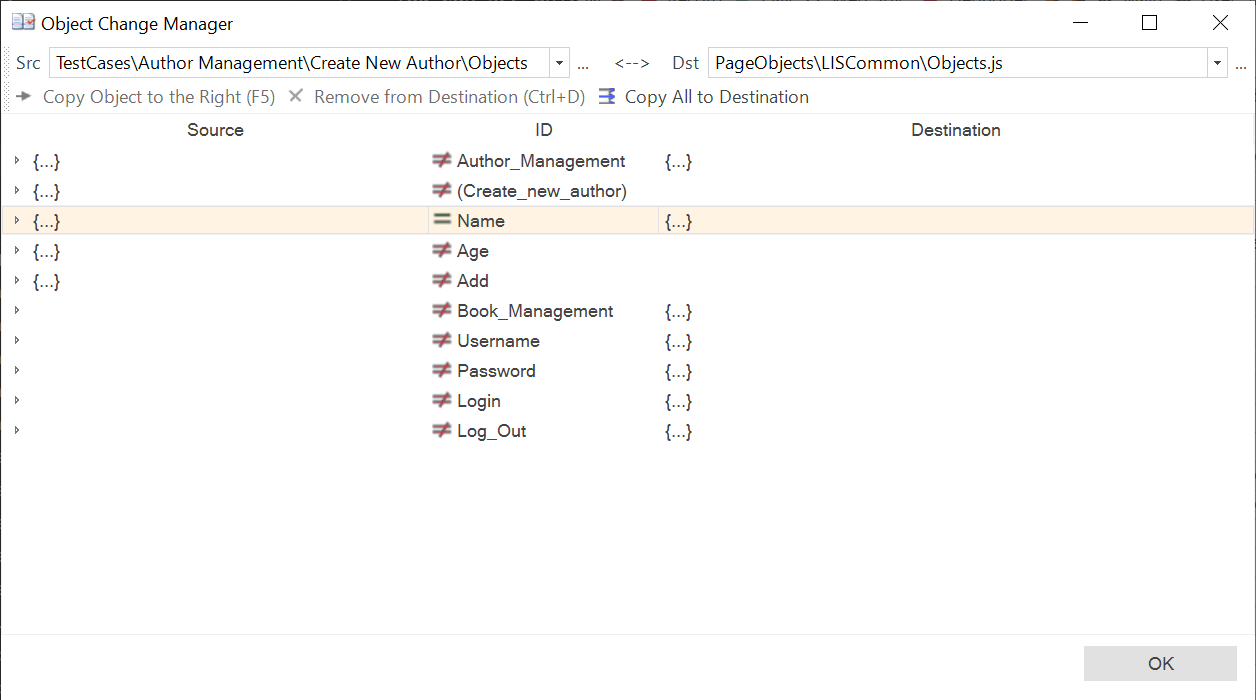 Object Change Manager
Src TestCases\Author Management\Create New Author\Objects ... <--> Dst PageObjects\LISCommon\Objects.js ...
Copy Object to the Right (F5) Remove from Destination (Ctrl+D) Copy All to Destination
Source ID Destination
{...} Author_Management {...}
{...} (Create_new_author)
{...} Name {...}
{...} Age
{...} Add
Book_Management {...}
Username {...}
Password {...}
Login {...}
Log_Out {...}
OK